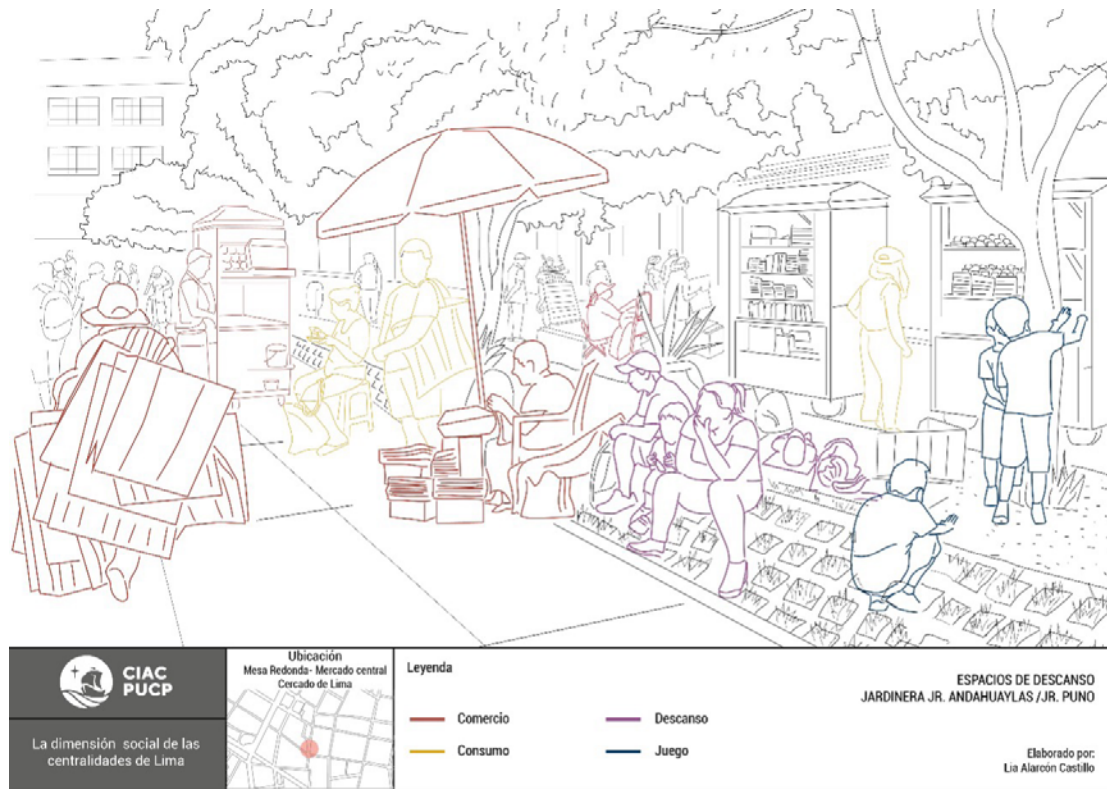 CIAC
PUCP
La dimensión social de las
centralidades de Lima
Ubicación
Mesa Redonda- Mercado central
Cercado de Lima
Leyenda
Comercio
Consumo
Descanso
Juego
ESPACIOS DE DESCANSO
JARDINERA JR. ANDAHUAYLAS /JR. PUNO
Elaborado por:
Lia Alarcón Castillo